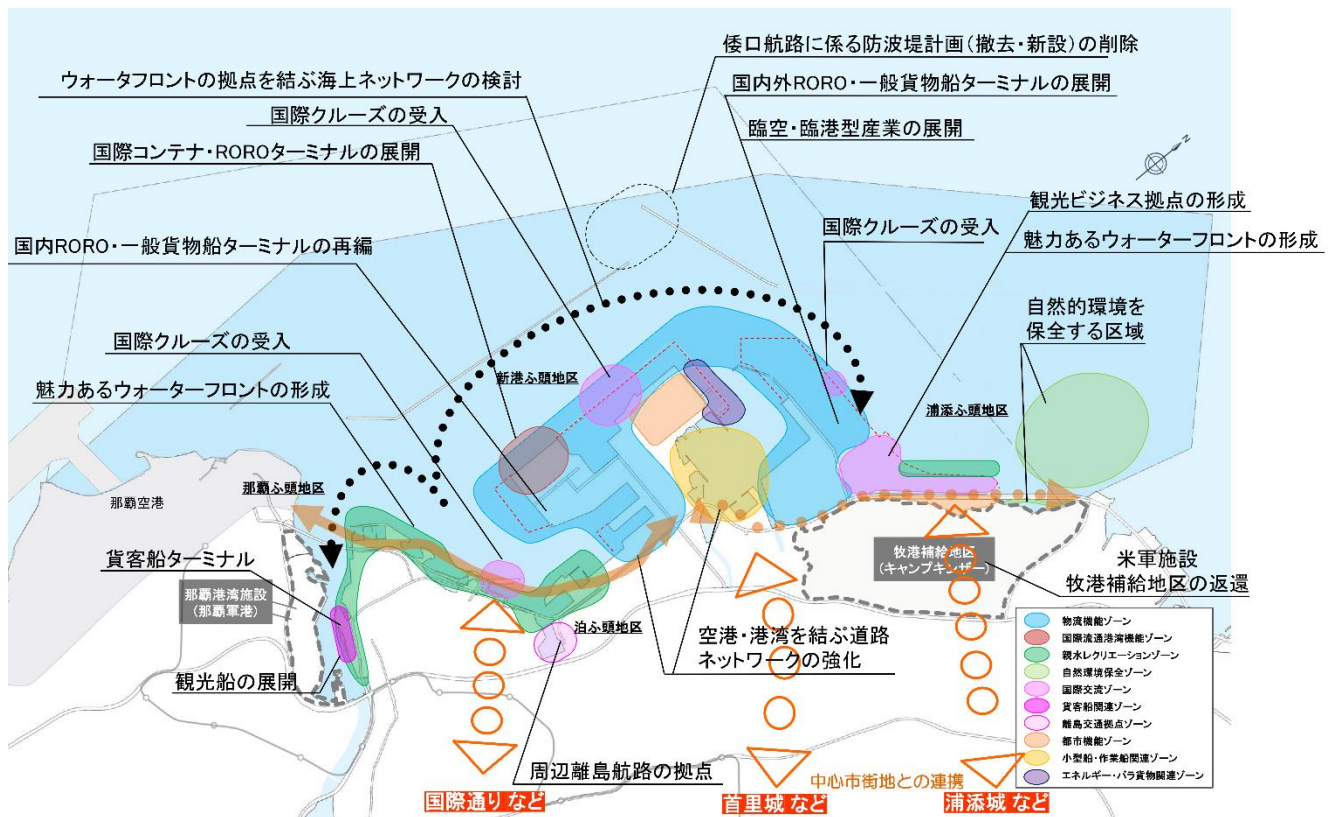 倭口航路に係る防波堤計画(撤去・新設)の削除
ウォータフロントの拠点を結ぶ海上ネットワークの検討
国内外RORO・一般貨物船ターミナルの展開
国際クルーズの受入
臨空・臨港型産業の展開
国際コンテナ・ROROターミナルの展開
N
観光ビジネス拠点の形成
国内RORO・一般貨物船ターミナルの再編
国際クルーズの受入
魅力あるウォーターフロントの形成
自然的環境を
保全する区域
国際クルーズの受入
新港ふ頭地区
魅力あるウォーターフロントの形成
浦添ふ頭地区
那覇ふ頭地区
那覇空港
貨客船ターミナル
牧港補給地区
(キャンプキンザー)
米軍施設
牧港補給地区の返還
那覇港湾施設
(那覇軍港)
泊ふ頭地区
空港・港湾を結ぶ道路
ネットワークの強化
観光船の展開
物流機能ゾーン
国際流通港湾機能ゾーン
親水レクリエーションゾーン
自然環境保全ゾーン
国際交流ゾーン
貨客船関連ゾーン
離島交通拠点ゾーン
都市機能ゾーン
小型船・作業船関連ゾーン
エネルギー・バラ貨物関連ゾーン
周辺離島航路の拠点
中心市街地との連携
国際通り など
首里城 など
浦添城 など